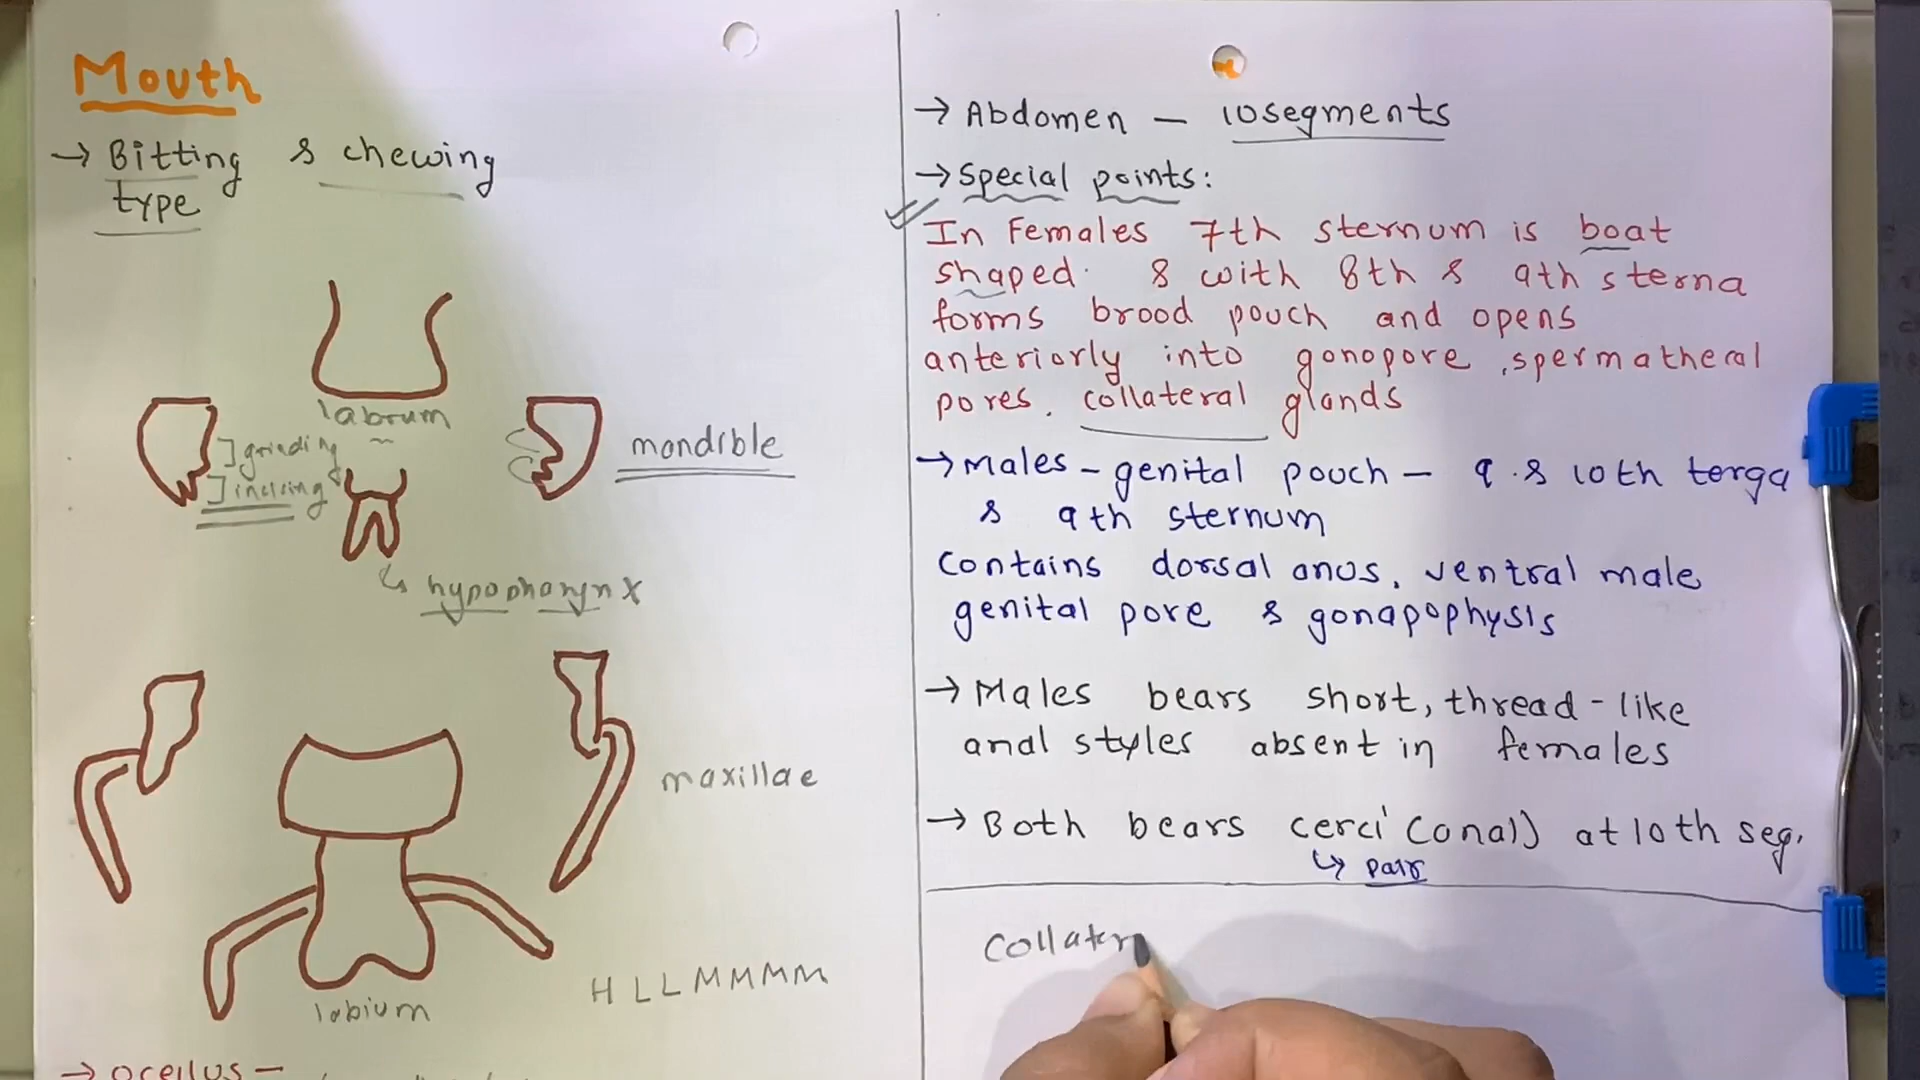 Mouth
→ Bitting & chewing
type
labrum
] grinding
] incising
mandible
hypopharynx
maxillae
labium
H L L M M M M
→ ocellus -
→ Abdomen - 10 segments
→ Special points:
In Females 7th sternum is boat
shaped. & with 8th & 9th sterna
forms brood pouch and opens
anteriorly into gonopore, spermathecal
pores. collateral glands
→ Males - genital pouch - 9 & 10th terga
& 9th sternum
contains dorsal anus, ventral male
genital pore & gonapophysis
→ Males bears short, thread-like
anal styles absent in females
→ Both bears cerci (anal) at 10th seg.
↳ pair
Collater